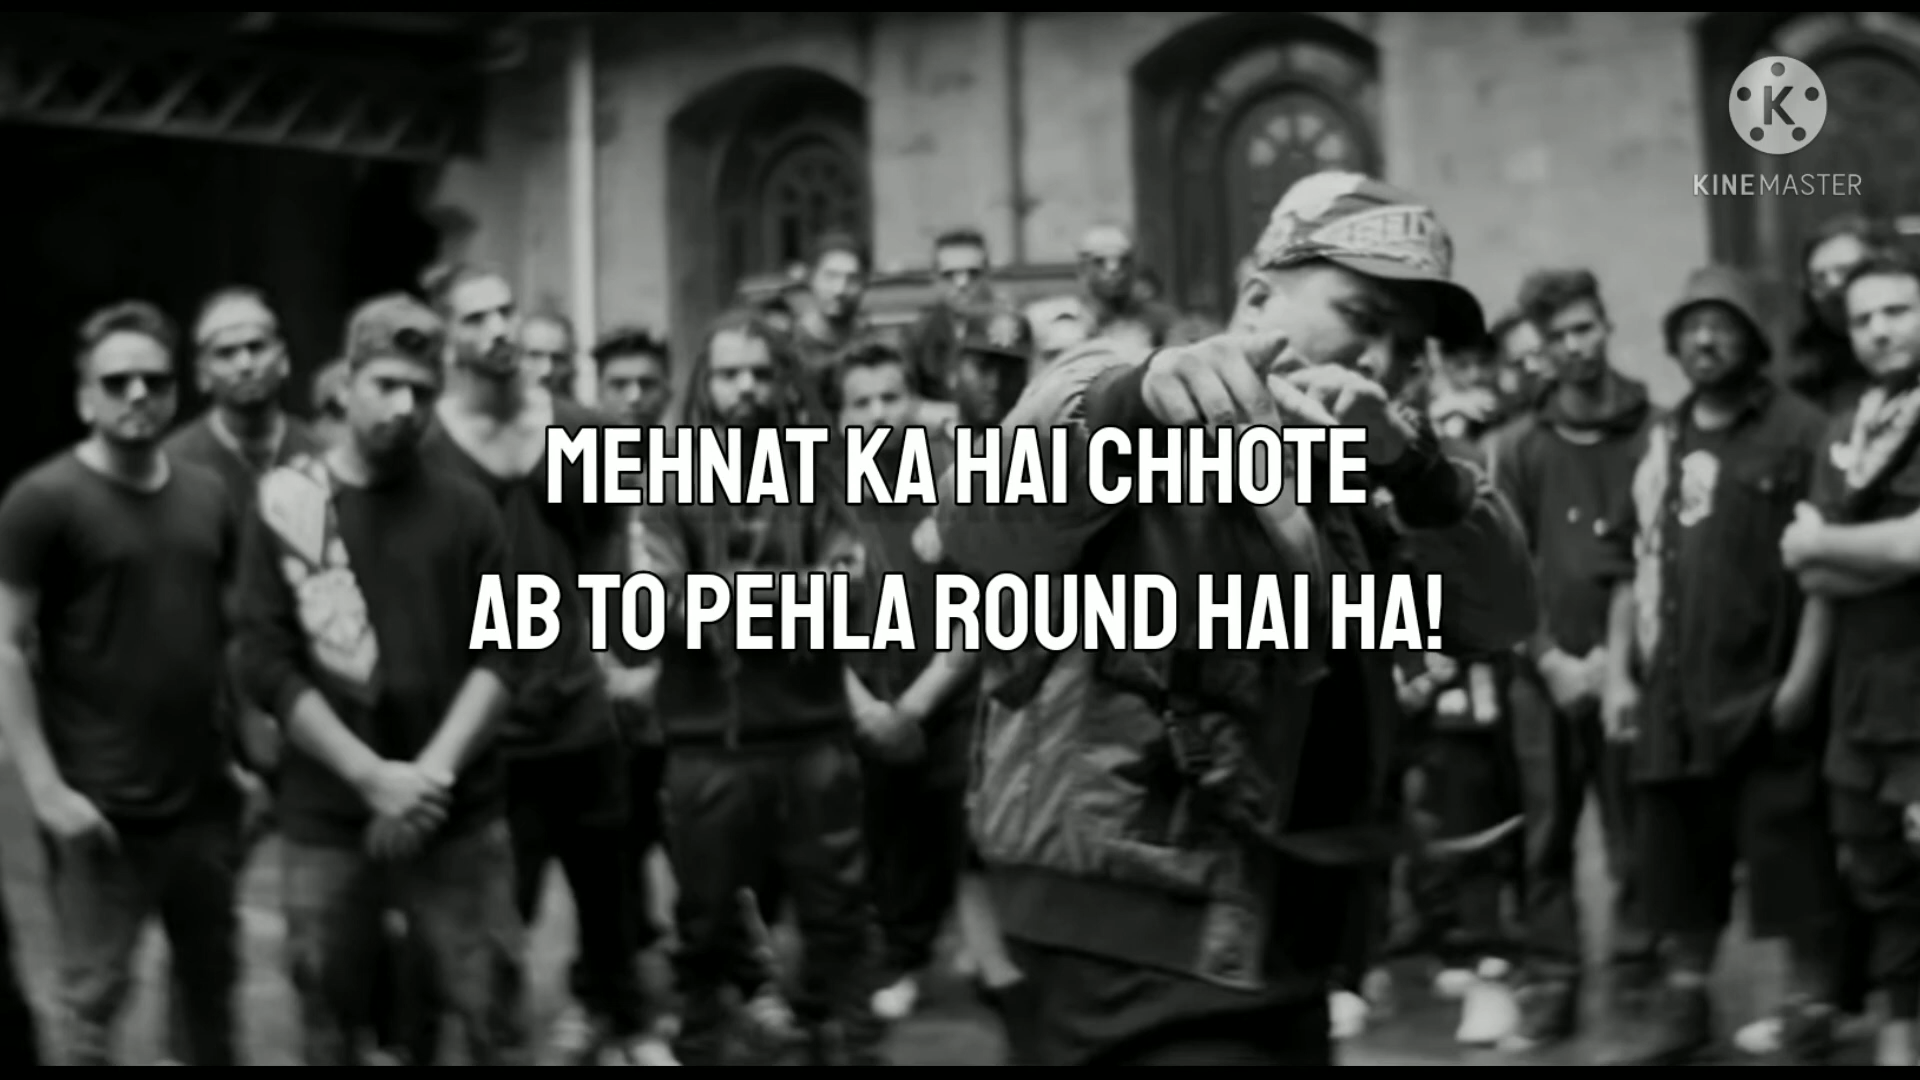 K
KINEMASTER
MEHNAT KA HAI CHHOTE
AB TO PEHLA ROUND HAI HA!